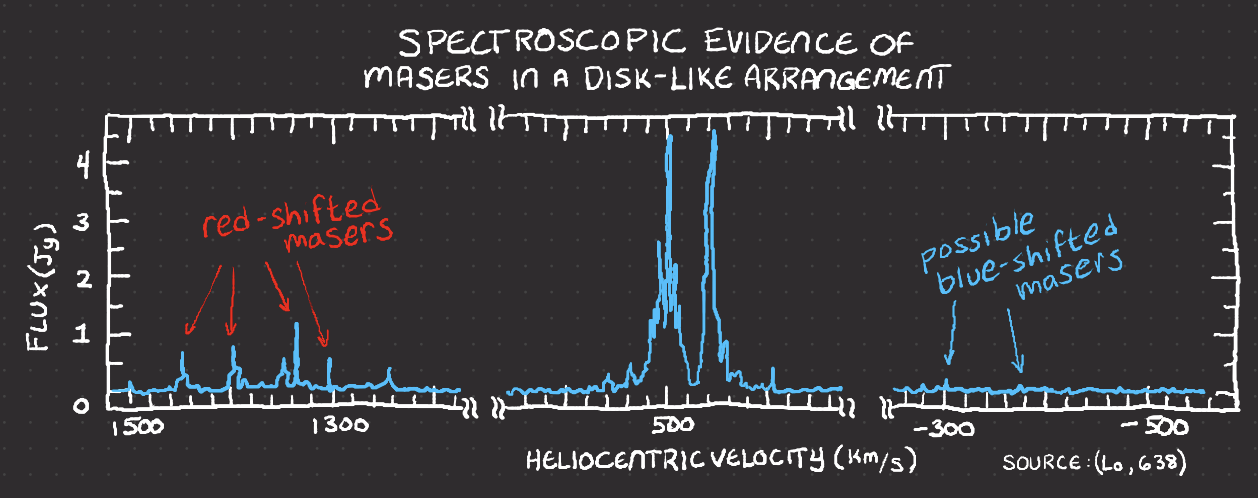 SPECTROSCOPIC EVIDENCE OF
MASERS IN A DISK-LIKE ARRANGEMENT
FLUX (Jy)
4
3
2
1
0
red-shifted
masers
possible
blue-shifted
masers
1500 1300 500 -300 -500
HELIOCENTRIC VELOCITY (Km/s)
SOURCE: (Lo, 638)